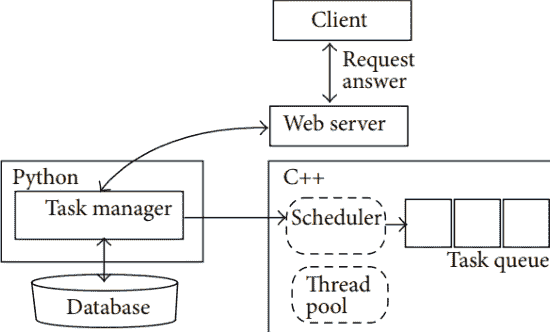 Client
Request
answer
Web server
Python
Task manager
Database
C++
Scheduler
Task queue
Thread
pool